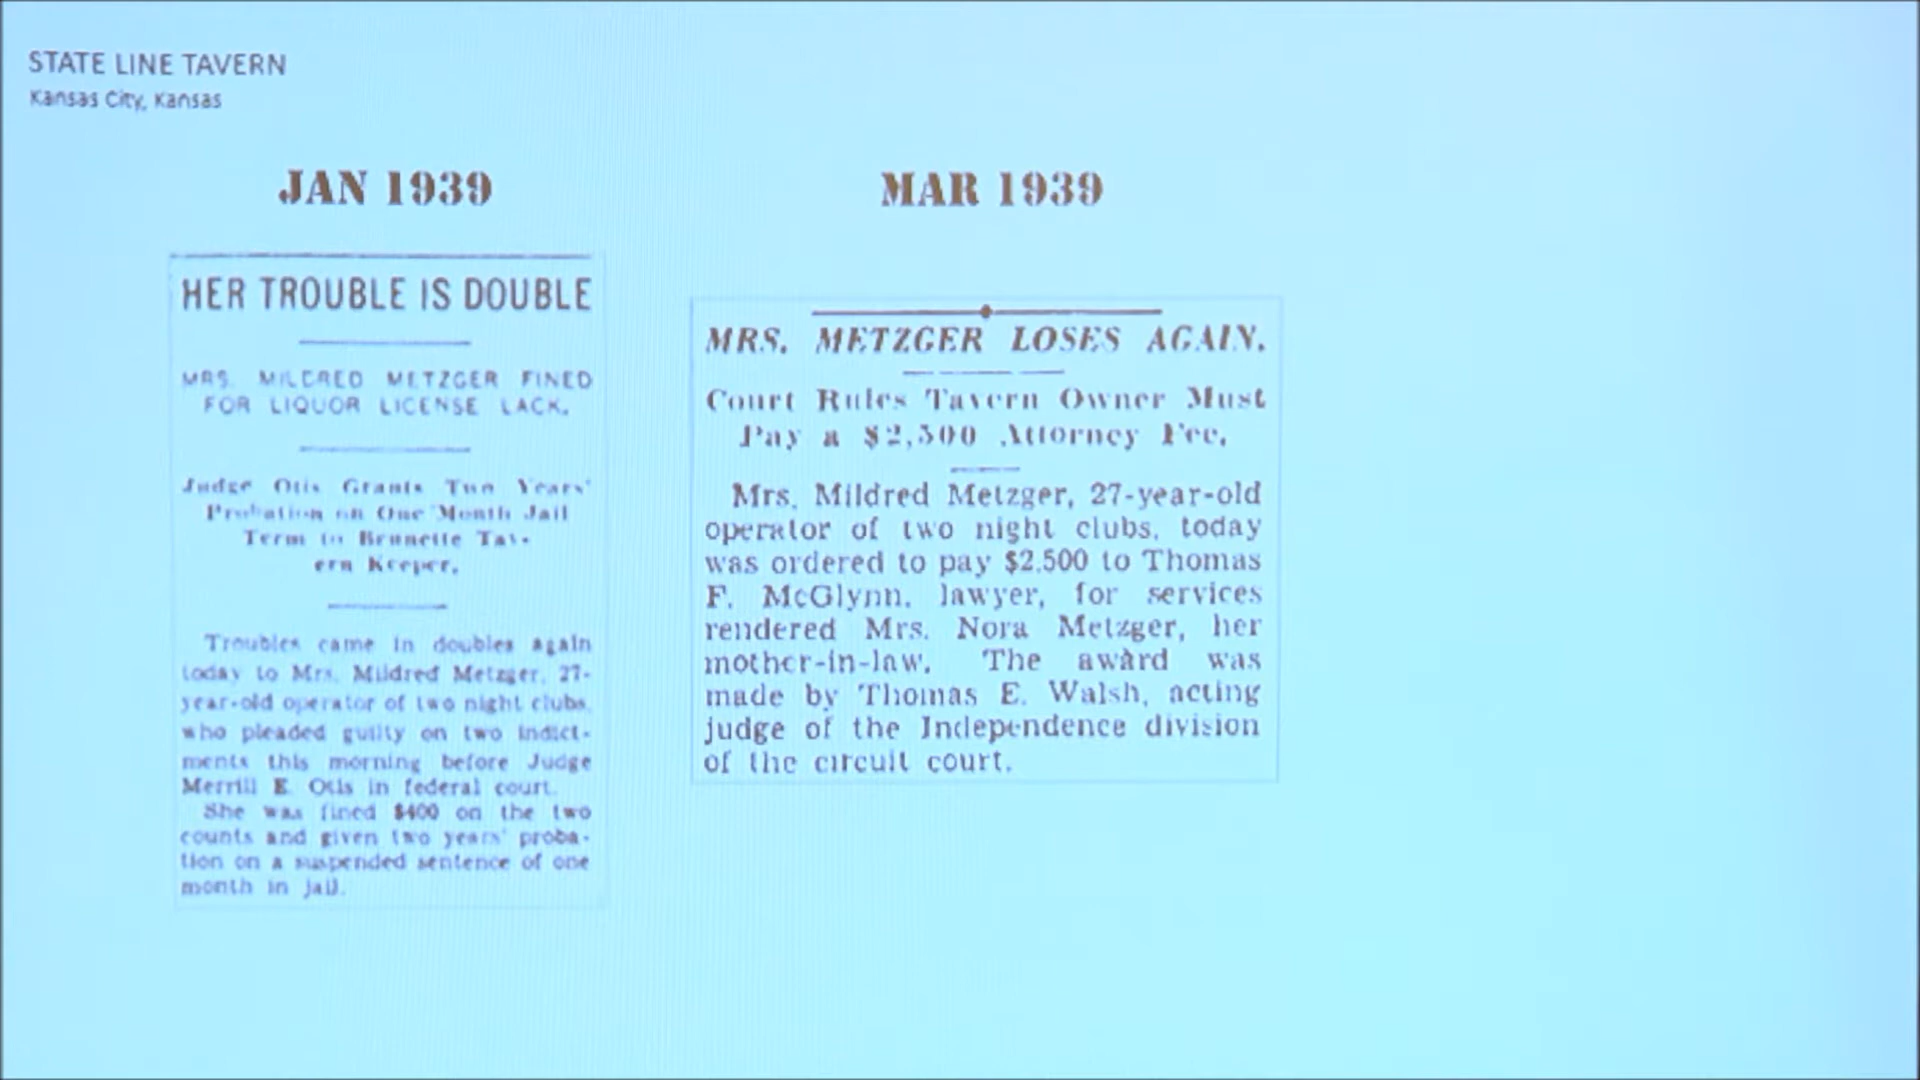 STATE LINE TAVERN
Kansas City, Kansas
JAN 1939
HER TROUBLE IS DOUBLE
MRS. MILDRED METZGER FINED
FOR LIQUOR LICENSE LACK.
Judge Otis Grants Two Years'
Probation on One Month Jail
Term to Brunette Tav-
ern Keeper.
Troubles came in doubles again
today to Mrs. Mildred Metzger, 27-
year-old operator of two night clubs,
who pleaded guilty on two indict-
ments this morning before Judge
Merrill E. Otis in federal court.
She was fined $400 on the two
counts and given two years' proba-
tion on a suspended sentence of one
month in jail.
MAR 1939
MRS. METZGER LOSES AGAIN.
Court Rules Tavern Owner Must
Pay a $2,500 Attorney Fee.
Mrs. Mildred Metzger, 27-year-old
operator of two night clubs, today
was ordered to pay $2,500 to Thomas
F. McGlynn, lawyer, for services
rendered Mrs. Nora Metzger, her
mother-in-law. The award was
made by Thomas E. Walsh, acting
judge of the Independence division
of the circuit court.